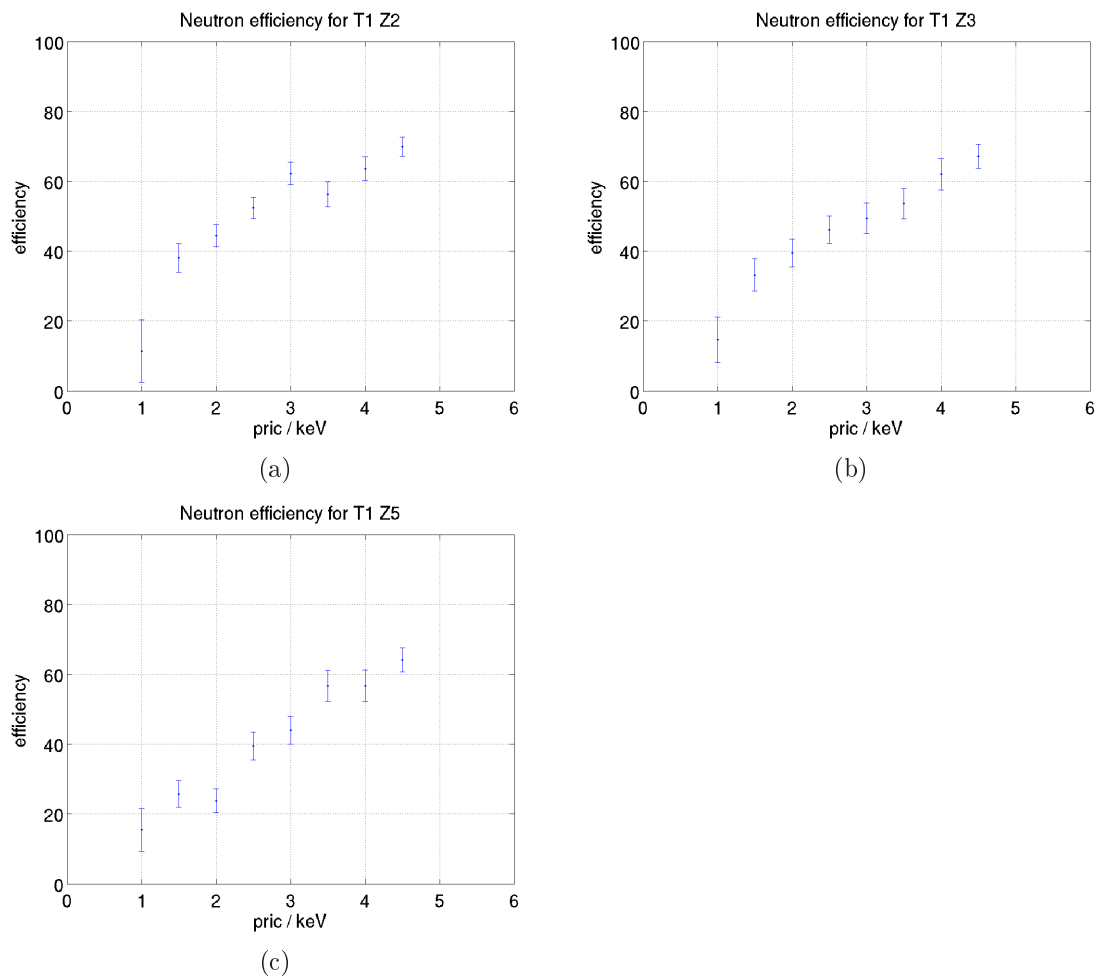 Neutron efficiency for T1 Z2
100
80
60
40
20
0
efficiency
0 1 2 3 4 5 6
pric / keV
(a)
Neutron efficiency for T1 Z3
100
80
60
40
20
0
efficiency
0 1 2 3 4 5 6
pric / keV
(b)
Neutron efficiency for T1 Z5
100
80
60
40
20
0
efficiency
0 1 2 3 4 5 6
pric / keV
(c)